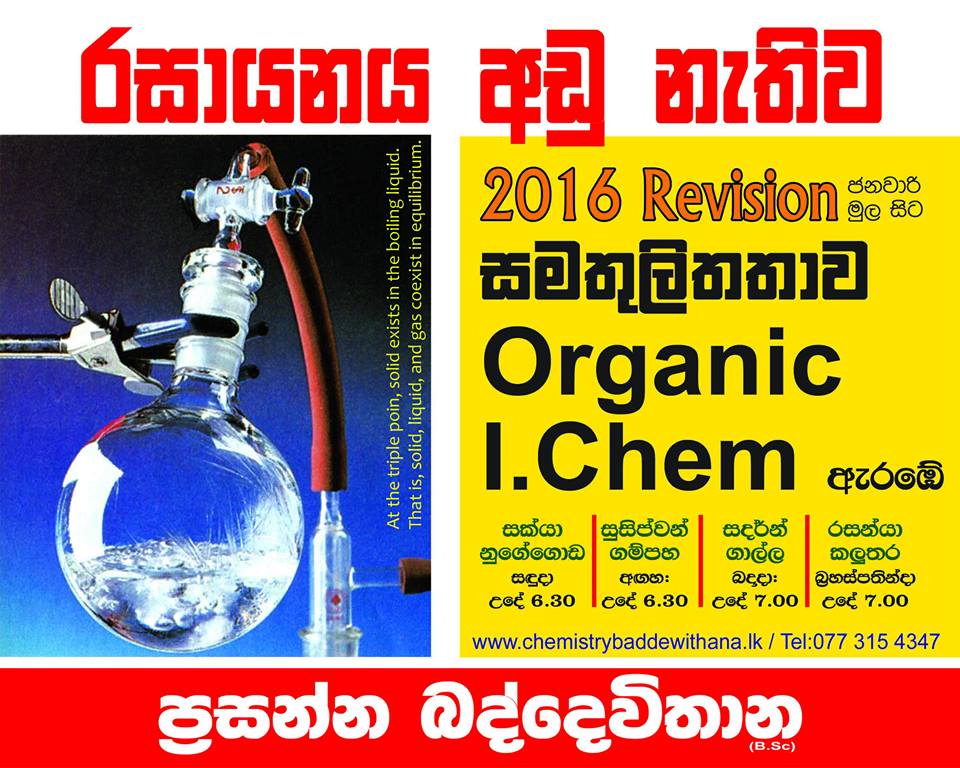 රසායනය අඩු නැතිව
At the triple poin, solid exists in the boiling liquid.
That is, solid, liquid, and gas coexist in equilibrium.
2016 Revision ජනවාරි
මුල සිට
සමතුලිතතාව
Organic
I.Chem ඇරඹේ
සක්‍යා
නුගේගොඩ
සඳුදා
උදේ 6.30
සුසිප්වන්
ගම්පහ
අඟහ:
උදේ 6.30
සදර්න්
ගාල්ල
බදාදා:
උදේ 7.00
රසන්‍යා
කලුතර
බ්‍රහස්පතින්දා
උදේ 7.00
www.chemistrybaddewithana.lk / Tel:077 315 4347
ප්‍රසන්න බද්දෙවිතාන
(B.Sc)